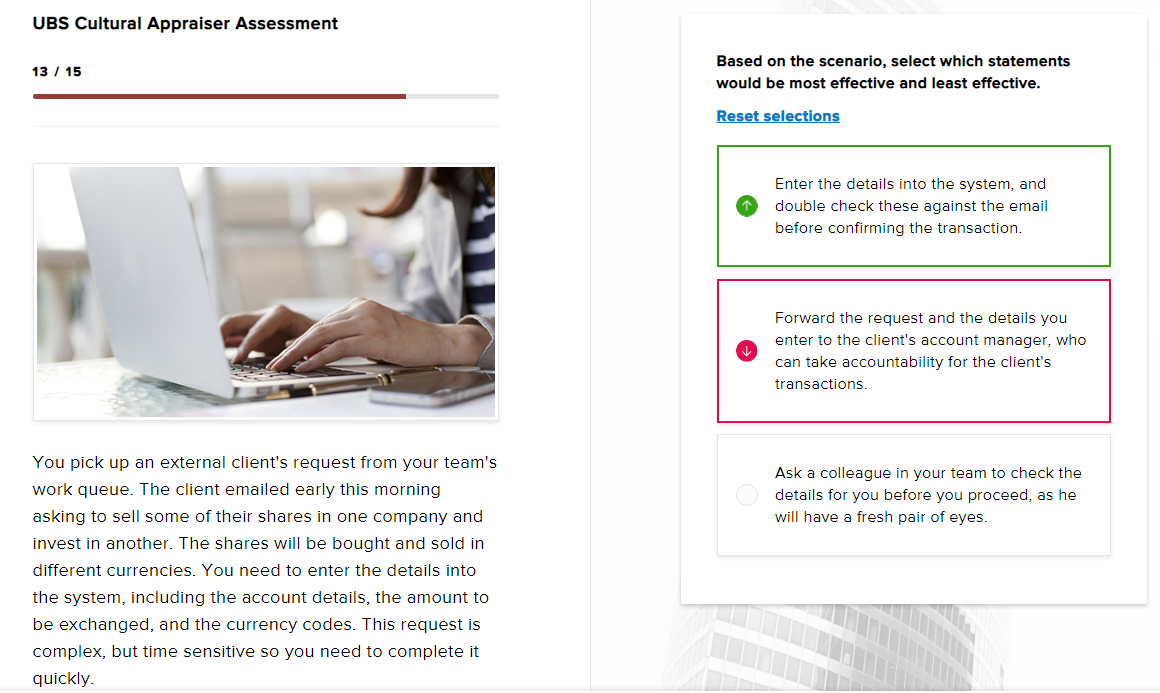 UBS Cultural Appraiser Assessment
13 / 15
You pick up an external client's request from your team's
work queue. The client emailed early this morning
asking to sell some of their shares in one company and
invest in another. The shares will be bought and sold in
different currencies. You need to enter the details into
the system, including the account details, the amount to
be exchanged, and the currency codes. This request is
complex, but time sensitive so you need to complete it
quickly.
Based on the scenario, select which statements
would be most effective and least effective.
Reset selections
Enter the details into the system, and
double check these against the email
before confirming the transaction.
Forward the request and the details you
enter to the client's account manager, who
can take accountability for the client's
transactions.
Ask a colleague in your team to check the
details for you before you proceed, as he
will have a fresh pair of eyes.